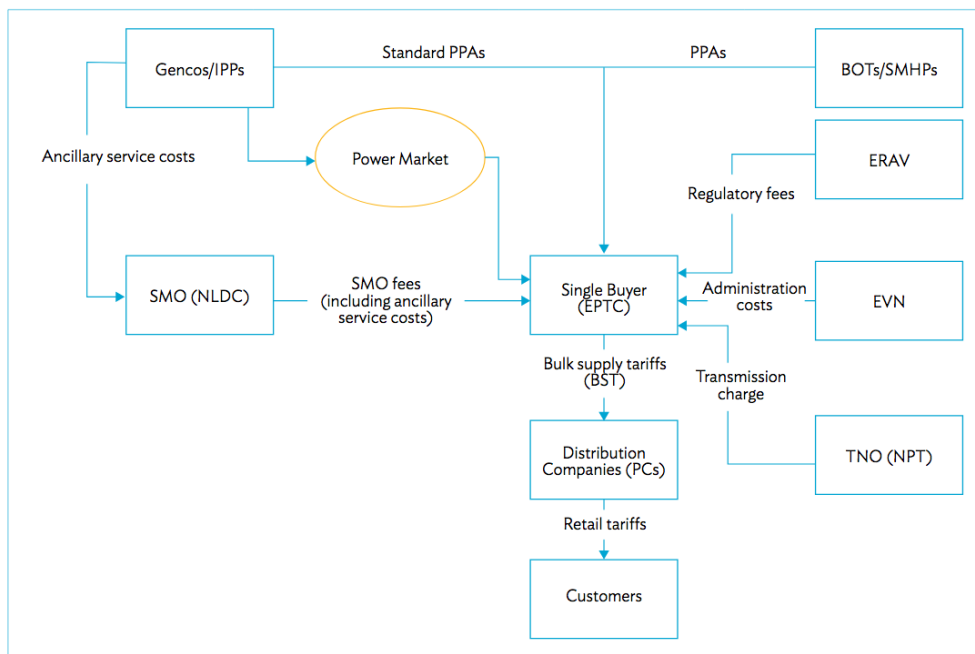 Standard PPAs
PPAs
Gencos/IPPs
BOTs/SMHPs
Ancillary service costs
Power Market
ERAV
Regulatory fees
SMO (NLDC)
SMO fees
(including ancillary
service costs)
Single Buyer
(EPTC)
Administration
costs
EVN
Bulk supply tariffs
(BST)
Transmission
charge
Distribution
Companies (PCs)
TNO (NPT)
Retail tariffs
Customers